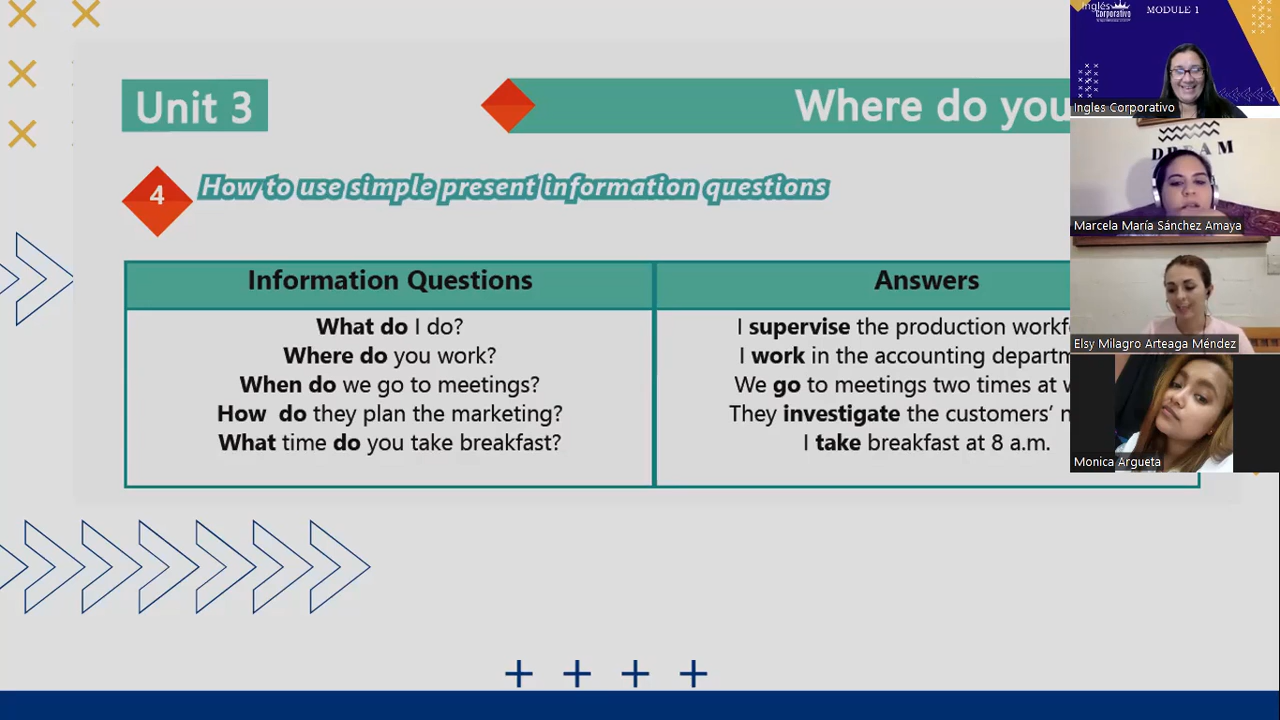 Unit 3
Where do you
4
How to use simple present information questions
Information Questions
Answers
What do I do?
I supervise the production workf
Where do you work?
I work in the accounting departm
When do we go to meetings?
We go to meetings two times at w
How do they plan the marketing?
They investigate the customers’
What time do you take breakfast?
I take breakfast at 8 a.m.
Inglés
corporativo
MODULE 1
Ingles Corporativo
DREAM
Marcela María Sánchez Amaya
Elsy Milagro Arteaga Méndez
Monica Argueta